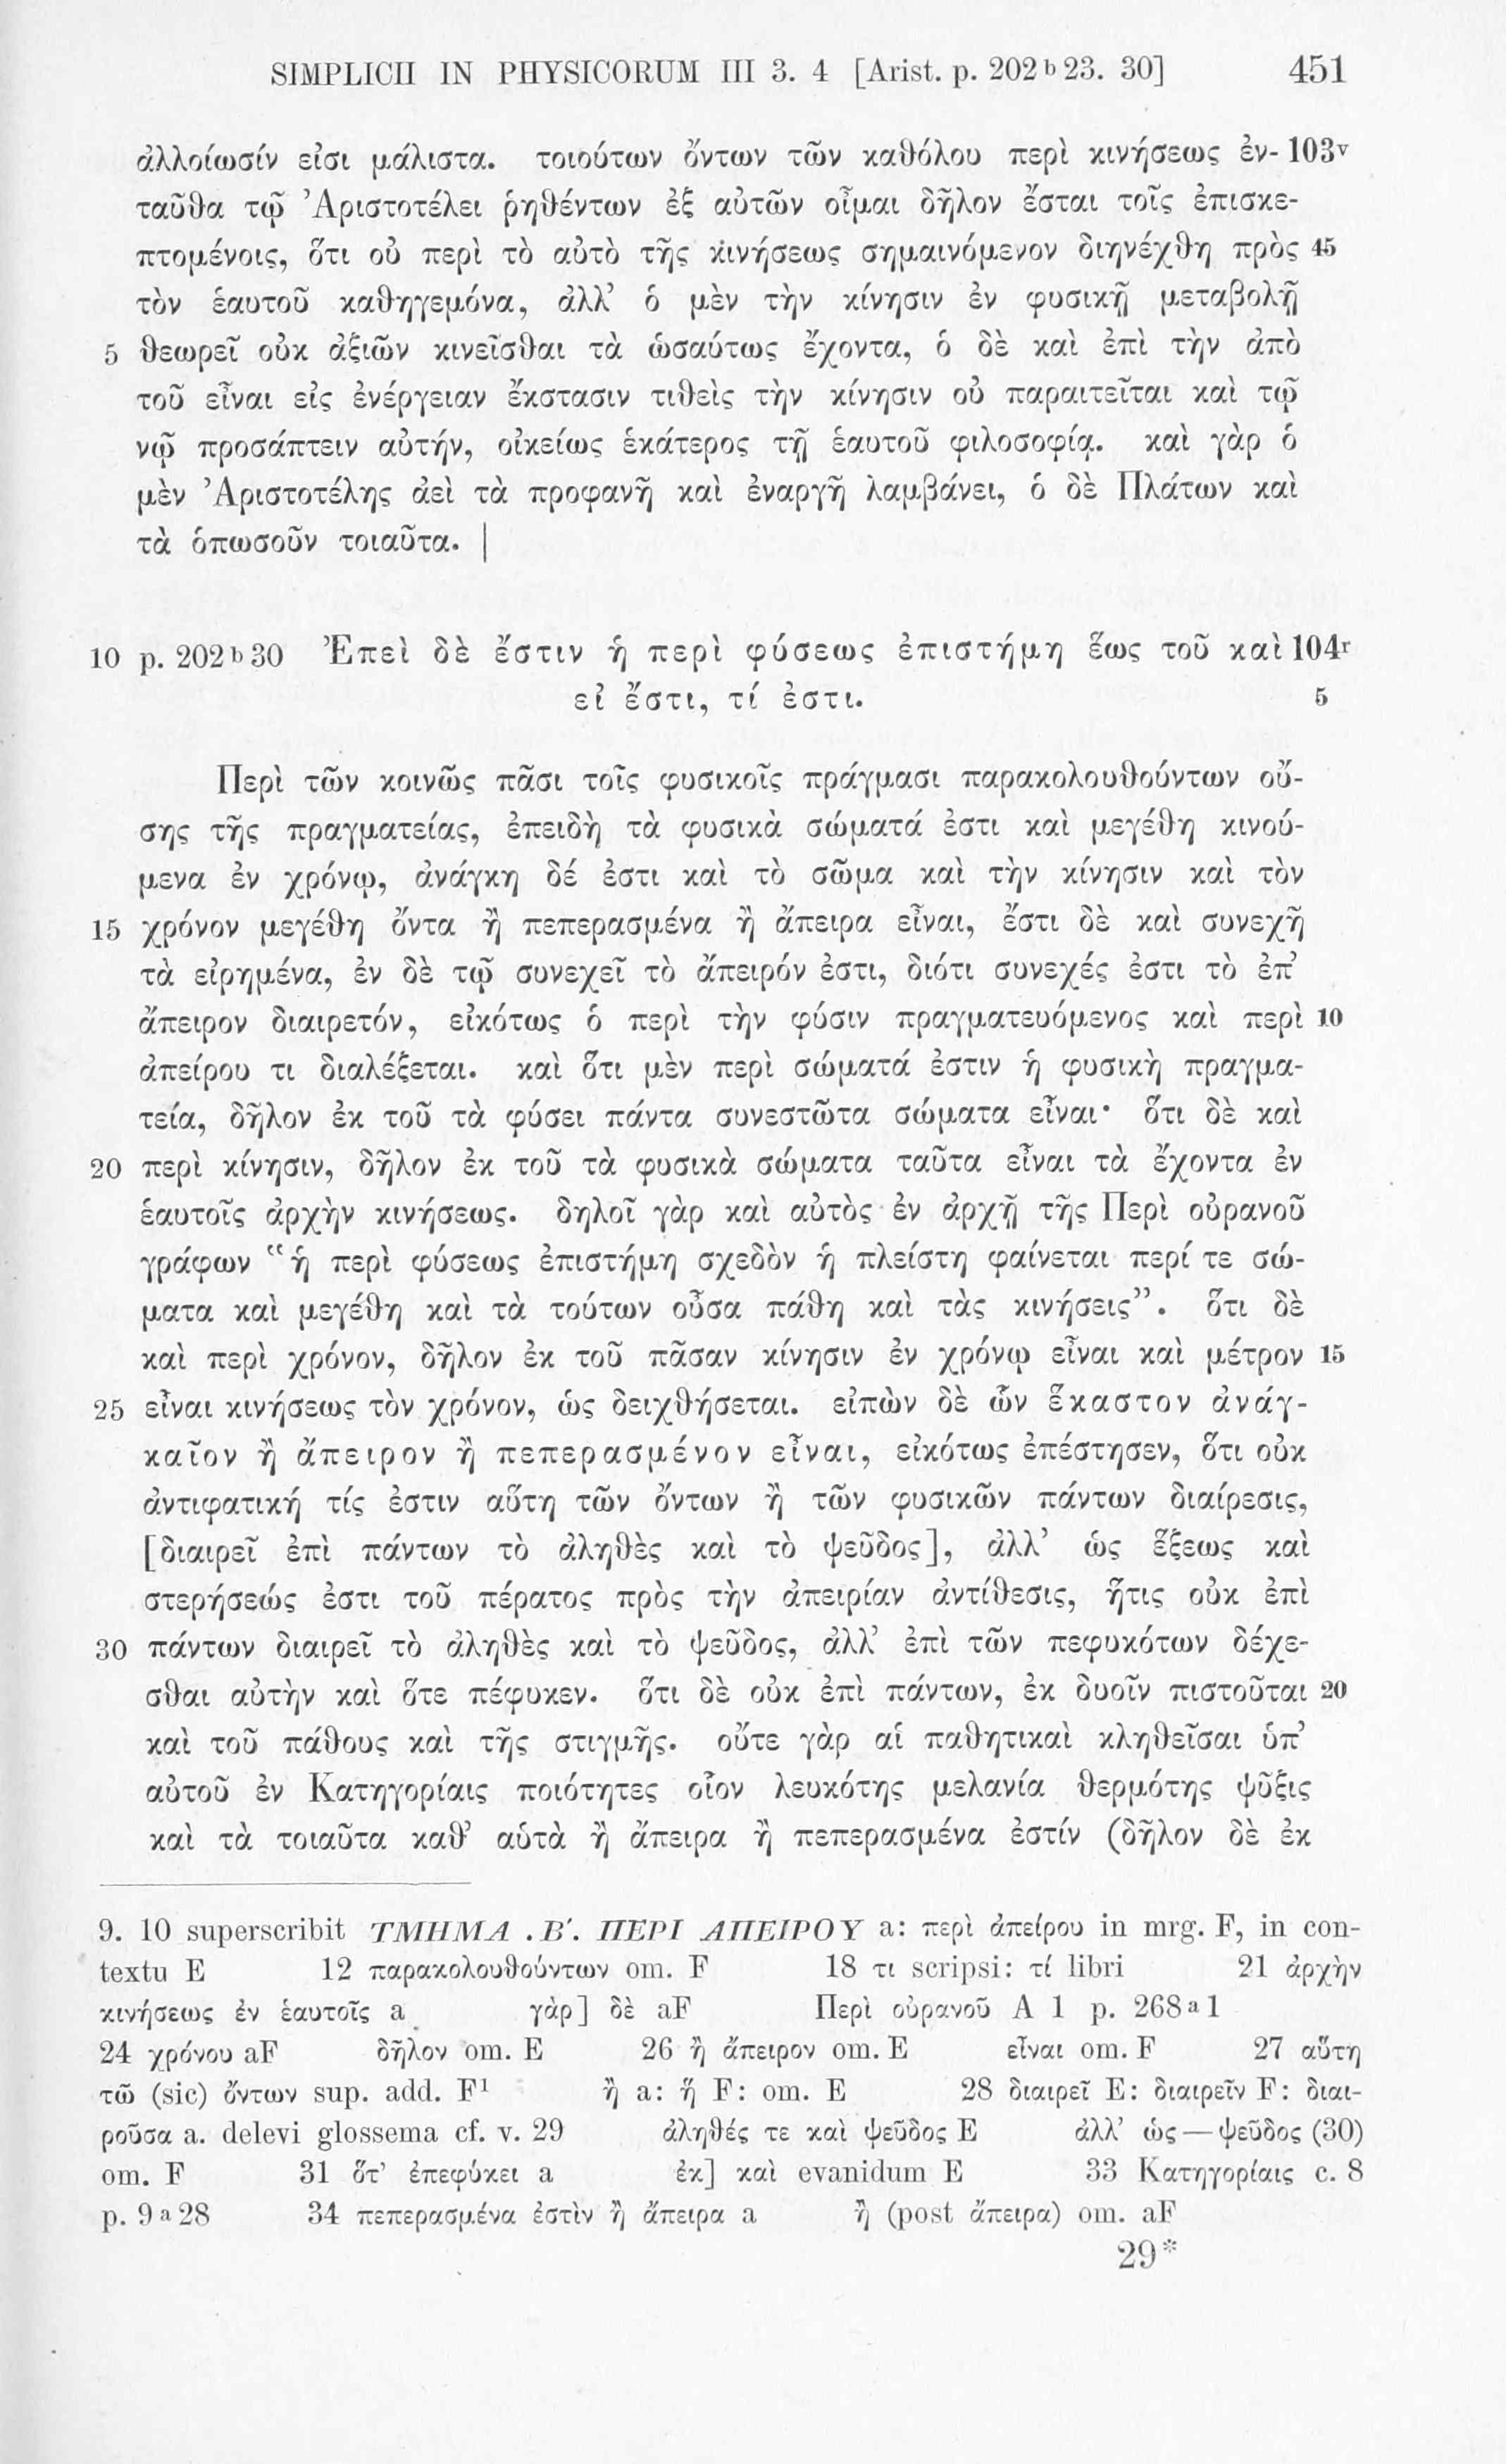 SIMPLICII IN PHYSICORUM III 3. 4 [Arist. p. 202 b 23. 30] 451
ἀλλοίωσίν εἰσι μάλιστα. τοιούτων ὄντων τῶν καθόλου περὶ κινήσεως ἐν- 103v
ταῦθα τῷ Ἀριστοτέλει ῥηθέντων ἐξ αὐτῶν οἶμαι δῆλον ἔσται τοῖς ἐπισκε-
πτομένοις, ὅτι οὐ περὶ τὸ αὐτὸ τῆς κινήσεως σημαινόμενον διηνέχθη πρὸς 45
τὸν ἑαυτοῦ καθηγεμόνα, ἀλλ’ ὁ μὲν τὴν κίνησιν ἐν φυσικῇ μεταβολῇ
5 θεωρεῖ οὐκ ἀξιῶν κινεῖσθαι τὰ ὡσαύτως ἔχοντα, ὁ δὲ καὶ ἐπὶ τὴν ἀπὸ
τοῦ εἶναι εἰς ἐνέργειαν ἔκστασιν τιθεὶς τὴν κίνησιν οὐ παραιτεῖται καὶ τῷ
νῷ προσάπτειν αὐτήν, οἰκείως ἑκάτερος τῇ ἑαυτοῦ φιλοσοφίᾳ. καὶ γὰρ ὁ
μὲν Ἀριστοτέλης ἀεὶ τὰ προφανῆ καὶ ἐναργῆ λαμβάνει, ὁ δὲ Πλάτων καὶ
τὰ ὁπωσοῦν τοιαῦτα. |
10 p. 202 b 30 Ἐπεὶ δὲ ἔστιν ἡ περὶ φύσεως ἐπιστήμη ἕως τοῦ καὶ 104r
εἰ ἔστι, τί ἐστι. 5
Περὶ τῶν κοινῶς πᾶσι τοῖς φυσικοῖς πράγμασι παρακολουθούντων οὔ-
σης τῆς πραγματείας, ἐπειδὴ τὰ φυσικὰ σώματά ἐστι καὶ μεγέθη κινού-
μενα ἐν χρόνῳ, ἀνάγκη δέ ἐστι καὶ τὸ σῶμα καὶ τὴν κίνησιν καὶ τὸν
15 χρόνον μεγέθη ὄντα ἢ πεπερασμένα ἢ ἄπειρα εἶναι, ἔστι δὲ καὶ συνεχῆ
τὰ εἰρημένα, ἐν δὲ τῷ συνεχεῖ τὸ ἄπειρόν ἐστι, διότι συνεχές ἐστι τὸ ἐπ’
ἄπειρον διαιρετόν, εἰκότως ὁ περὶ τὴν φύσιν πραγματευόμενος καὶ περὶ 10
ἀπείρου τι διαλέξεται. καὶ ὅτι μὲν περὶ σώματά ἐστιν ἡ φυσικὴ πραγμα-
τεία, δῆλον ἐκ τοῦ τὰ φύσει πάντα συνεστῶτα σώματα εἶναι· ὅτι δὲ καὶ
20 περὶ κίνησιν, δῆλον ἐκ τοῦ τὰ φυσικὰ σώματα ταῦτα εἶναι τὰ ἔχοντα ἐν
ἑαυτοῖς ἀρχὴν κινήσεως. δηλοῖ γὰρ καὶ αὐτὸς ἐν ἀρχῇ τῆς Περὶ οὐρανοῦ
γράφων “ἡ περὶ φύσεως ἐπιστήμη σχεδὸν ἡ πλείστη φαίνεται περί τε σώ-
ματα καὶ μεγέθη καὶ τὰ τούτων οὖσα πάθη καὶ τὰς κινήσεις”. ὅτι δὲ
καὶ περὶ χρόνον, δῆλον ἐκ τοῦ πᾶσαν κίνησιν ἐν χρόνῳ εἶναι καὶ μέτρον 15
25 εἶναι κινήσεως τὸν χρόνον, ὡς δειχθήσεται. εἰπὼν δὲ ὧν ἕκαστον ἀνάγ-
καῖον ἢ ἄπειρον ἢ πεπερασμένον εἶναι, εἰκότως ἐπέστησεν, ὅτι οὐκ
ἀντιφατική τίς ἐστιν αὕτη τῶν ὄντων ἢ τῶν φυσικῶν πάντων διαίρεσις,
[διαιρεῖ ἐπὶ πάντων τὸ ἀληθὲς καὶ τὸ ψεῦδος], ἀλλ’ ὡς ἕξεως καὶ
στερήσεώς ἐστι τοῦ πέρατος πρὸς τὴν ἀπειρίαν ἀντίθεσις, ἥτις οὐκ ἐπὶ
30 πάντων διαιρεῖ τὸ ἀληθὲς καὶ τὸ ψεῦδος, ἀλλ’ ἐπὶ τῶν πεφυκότων δέχε-
σθαι αὐτὴν καὶ ὅτε πέφυκεν. ὅτι δὲ οὐκ ἐπὶ πάντων, ἐκ δυοῖν πιστοῦται 20
καὶ τοῦ πάθους καὶ τῆς στιγμῆς. οὔτε γὰρ αἱ παθητικαὶ κληθεῖσαι ὑπ’
αὐτοῦ ἐν Κατηγορίαις ποιότητες οἷον λευκότης μελανία θερμότης ψῦξις
καὶ τὰ τοιαῦτα καθ’ αὑτὰ ἢ ἄπειρα ἢ πεπερασμένα ἐστίν (δῆλον δὲ ἐκ
9. 10 superscribit ΤΜΗΜΑ .Β′. ΠΕΡΙ ΑΠΕΙΡΟΥ a: περὶ ἀπείρου in mrg. F, in con-
textu E 12 παρακολουθούντων om. F 18 τι scripsi: τί libri 21 ἀρχὴν
κινήσεως ἐν ἑαυτοῖς a γὰρ] δὲ aF Περὶ οὐρανοῦ A 1 p. 268 a 1
24 χρόνου aF δῆλον om. E 26 ἢ ἄπειρον om. E εἶναι om. F 27 αὕτη
τῶ (sic) ὄντων sup. add. F1 ἢ a: ἥ F: om. E 28 διαιρεῖ E: διαιρεῖν F: διαι-
ροῦσα a. delevi glossema cf. v. 29 ἀληθές τε καὶ ψεῦδος E ἀλλ’ ὡς — ψεῦδος (30)
om. F 31 ὅτ’ ἐπεφύκει a ἐκ] καὶ evanidum E 33 Κατηγορίαις c. 8
p. 9 a 28 34 πεπερασμένα ἐστὶν ἢ ἄπειρα a ἢ (post ἄπειρα) om. aF
29*